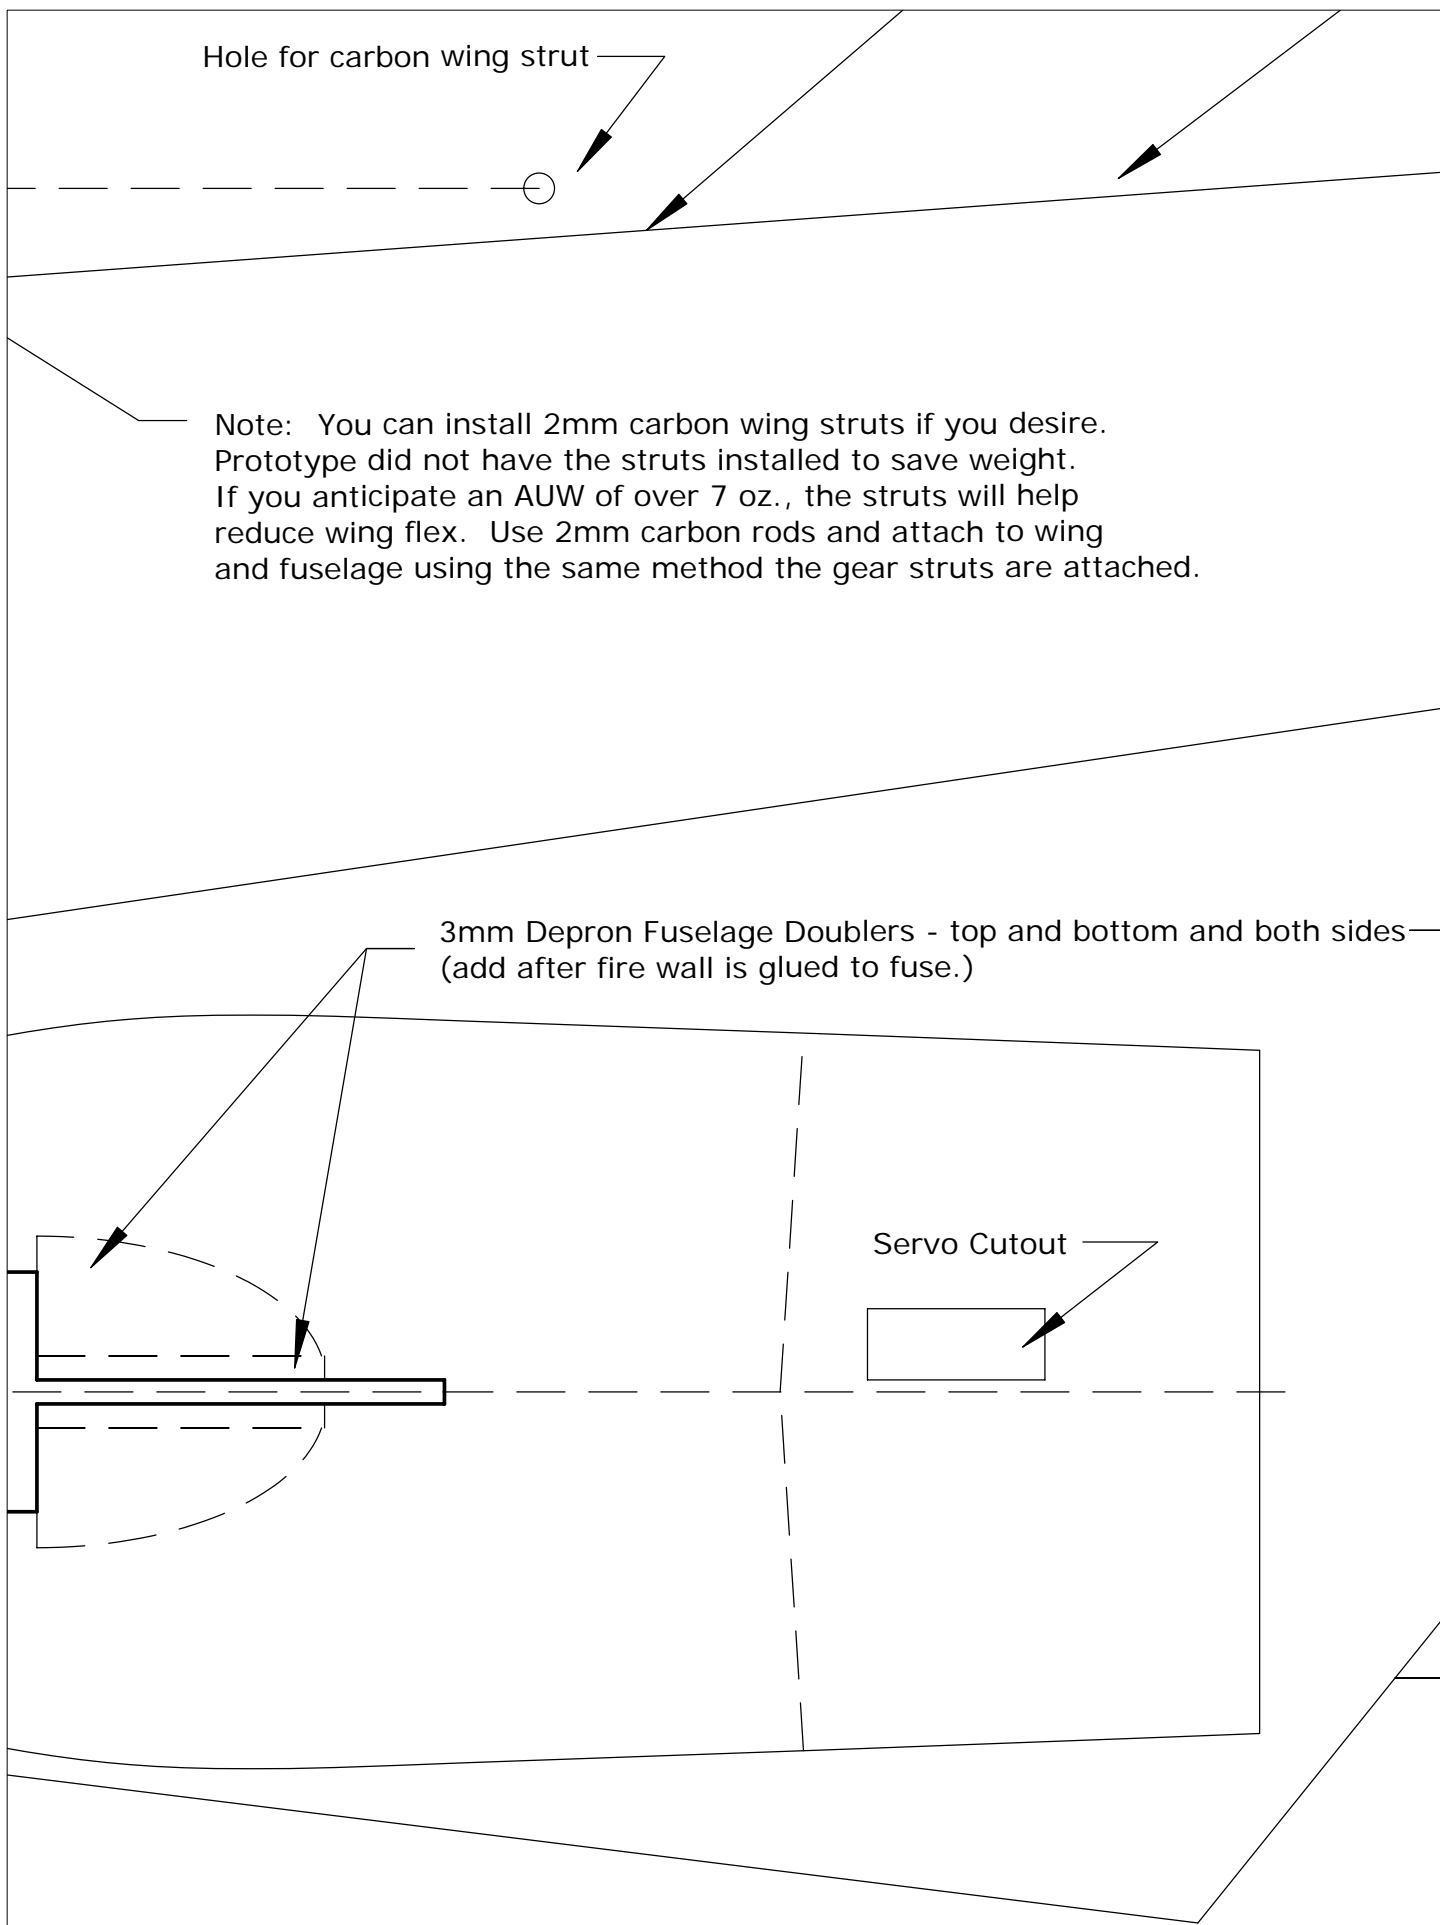 Hole for carbon wing strut
Note:  You can install 2mm carbon wing struts if you desire.
Prototype did not have the struts installed to save weight.
If you anticipate an AUW of over 7 oz., the struts will help
reduce wing flex.  Use 2mm carbon rods and attach to wing
and fuselage using the same method the gear struts are attached.
3mm Depron Fuselage Doublers - top and bottom and both sides
(add after fire wall is glued to fuse.)
Servo Cutout